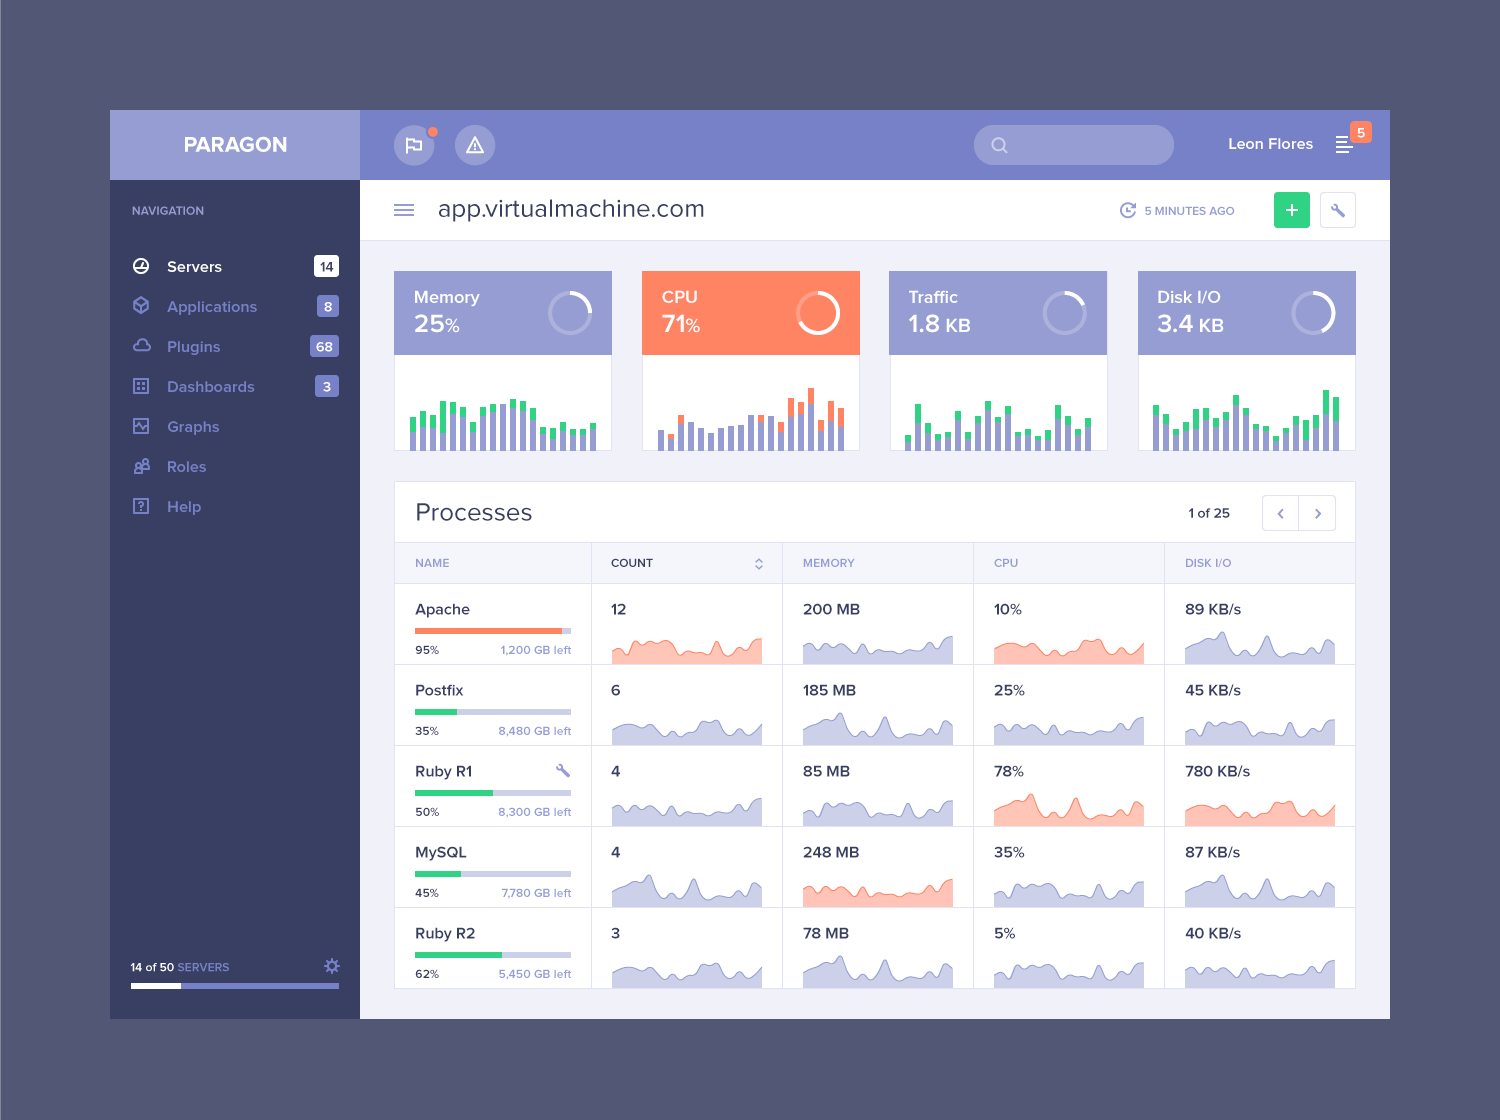 PARAGON
Leon Flores
5
NAVIGATION
Servers 14
Applications 8
Plugins 68
Dashboards 3
Graphs
Roles
Help
14 of 50 SERVERS
app.virtualmachine.com
5 MINUTES AGO
Memory
25%
CPU
71%
Traffic
1.8 KB
Disk I/O
3.4 KB
Processes
1 of 25
NAME COUNT MEMORY CPU DISK I/O
Apache 12 200 MB 10% 89 KB/s
95% 1,200 GB left
Postfix 6 185 MB 25% 45 KB/s
35% 8,480 GB left
Ruby R1 4 85 MB 78% 780 KB/s
50% 8,300 GB left
MySQL 4 248 MB 35% 87 KB/s
45% 7,780 GB left
Ruby R2 3 78 MB 5% 40 KB/s
62% 5,450 GB left